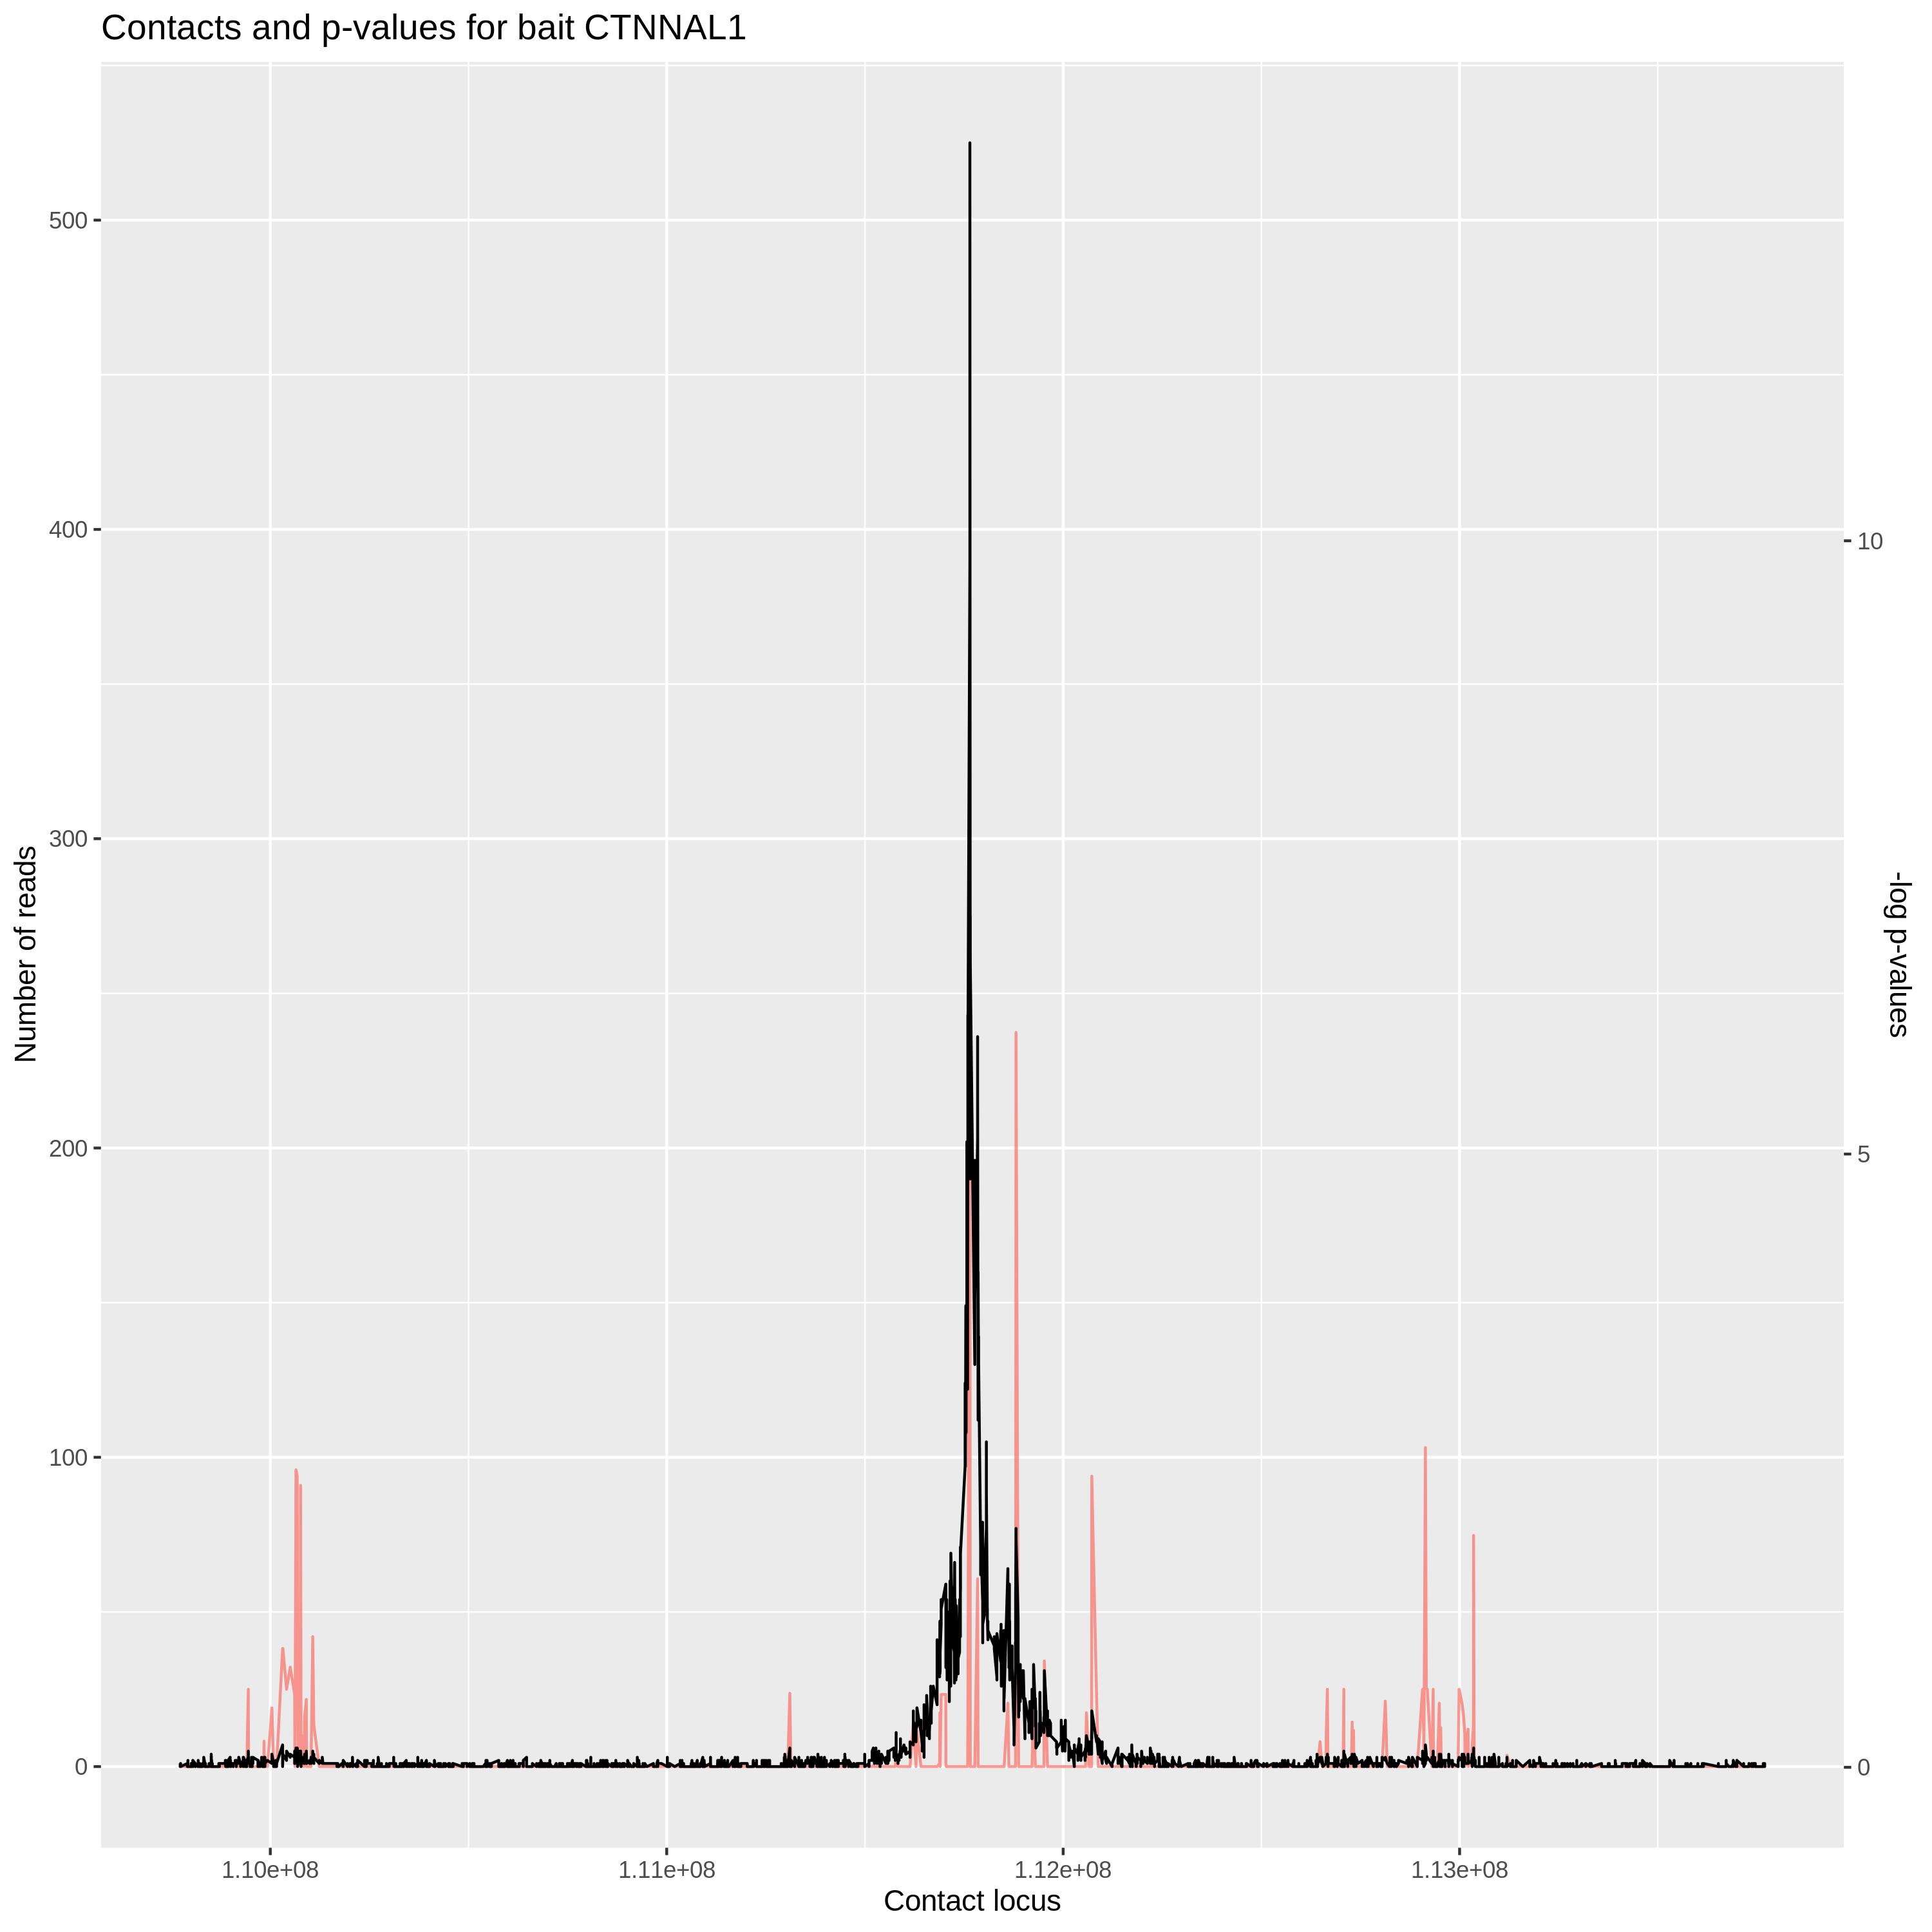 Contacts and p-values for bait CTNNAL1
500
400
300
200
100
0
Number of reads
10
5
0
-log p-values
1.10e+08 1.11e+08 1.12e+08 1.13e+08
Contact locus